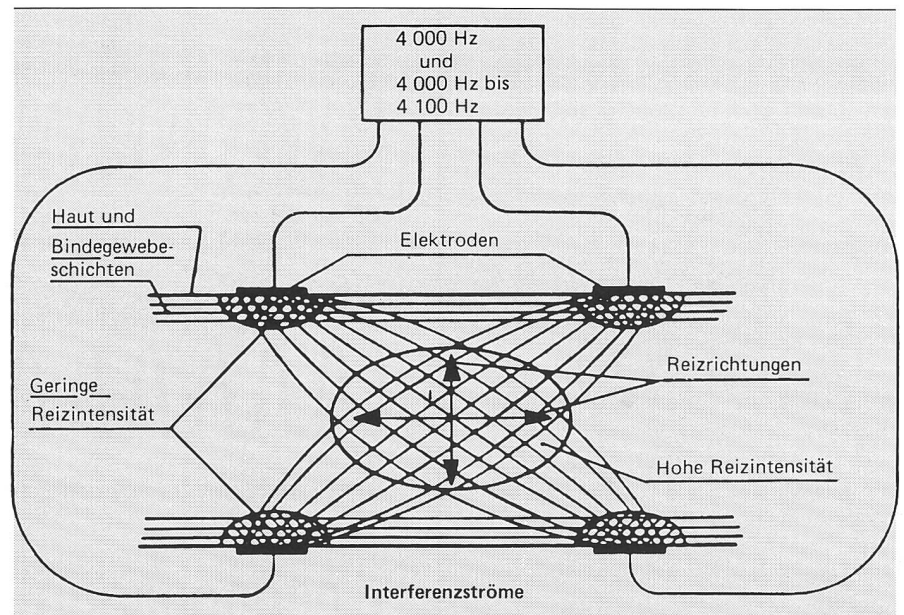 4 000 Hz
und
4 000 Hz bis
4 100 Hz
Haut und
Bindegewebe-
schichten
Elektroden
Reizrichtungen
Geringe
Reizintensität
Hohe Reizintensität
Interferenzströme